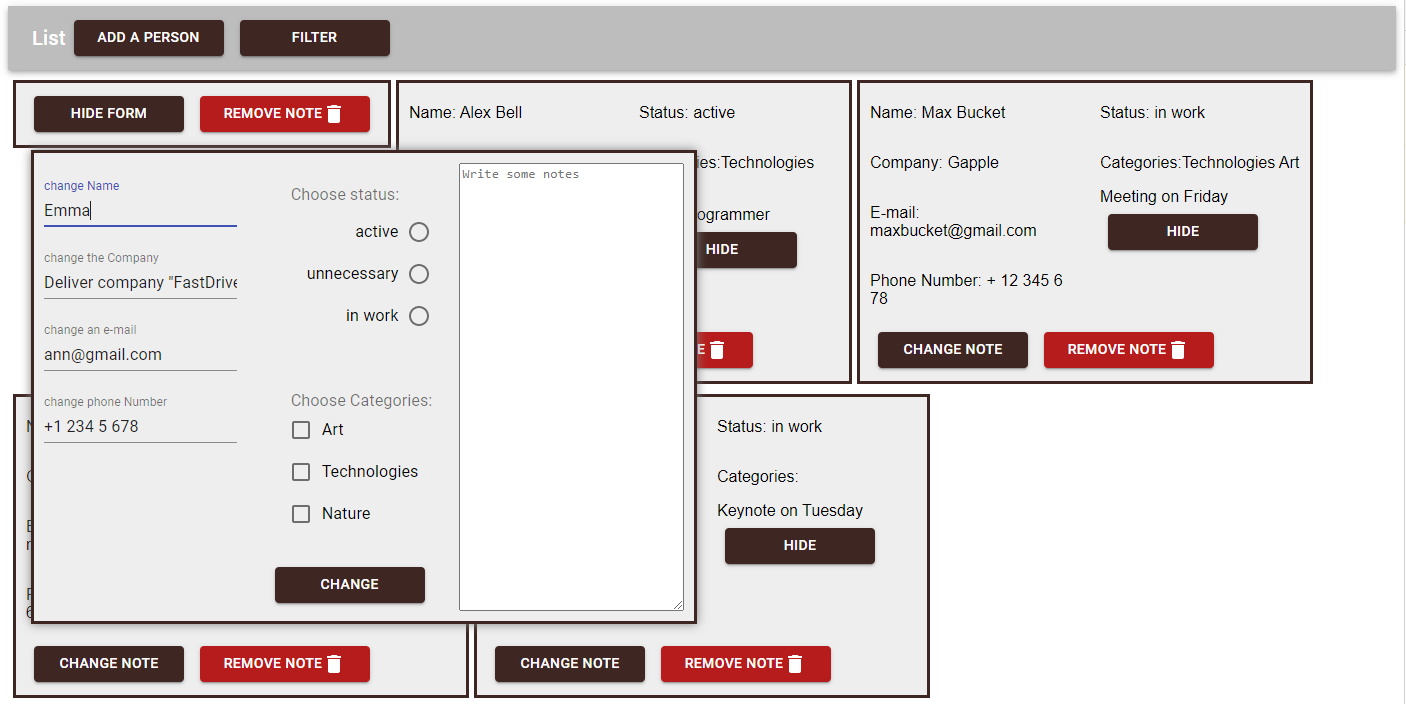 List
ADD A PERSON
FILTER
HIDE FORM
REMOVE NOTE
change Name
Emma
change the Company
Deliver company "FastDrive
change an e-mail
ann@gmail.com
change phone Number
+1 234 5 678
Choose status:
active
unnecessary
in work
Choose Categories:
Art
Technologies
Nature
CHANGE
Write some notes
Name: Alex Bell
Status: active
ies:Technologies
ogrammer
HIDE
Name: Max Bucket
Status: in work
Company: Gapple
Categories:Technologies Art
Meeting on Friday
HIDE
E-mail:
maxbucket@gmail.com
Phone Number: + 12 345 6
78
CHANGE NOTE
REMOVE NOTE
CHANGE NOTE
REMOVE NOTE
Status: in work
Categories:
Keynote on Tuesday
HIDE
CHANGE NOTE
REMOVE NOTE